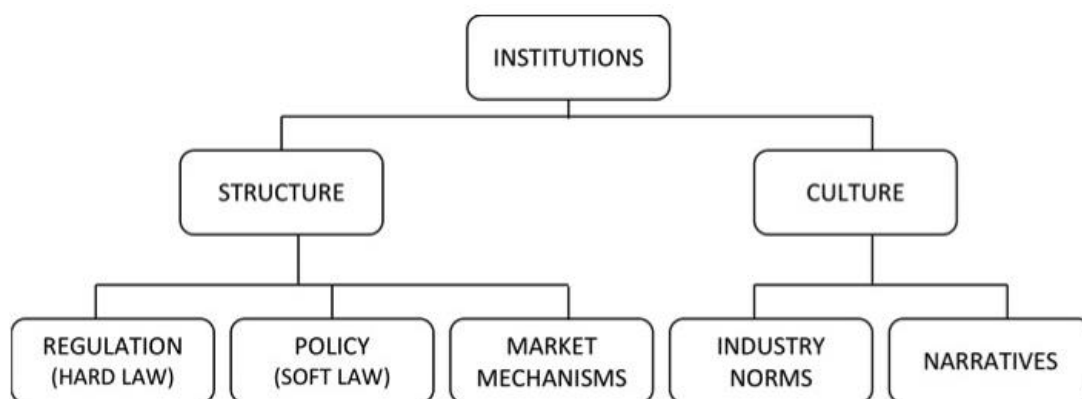 INSTITUTIONS
STRUCTURE
CULTURE
REGULATION
(HARD LAW)
POLICY
(SOFT LAW)
MARKET
MECHANISMS
INDUSTRY
NORMS
NARRATIVES